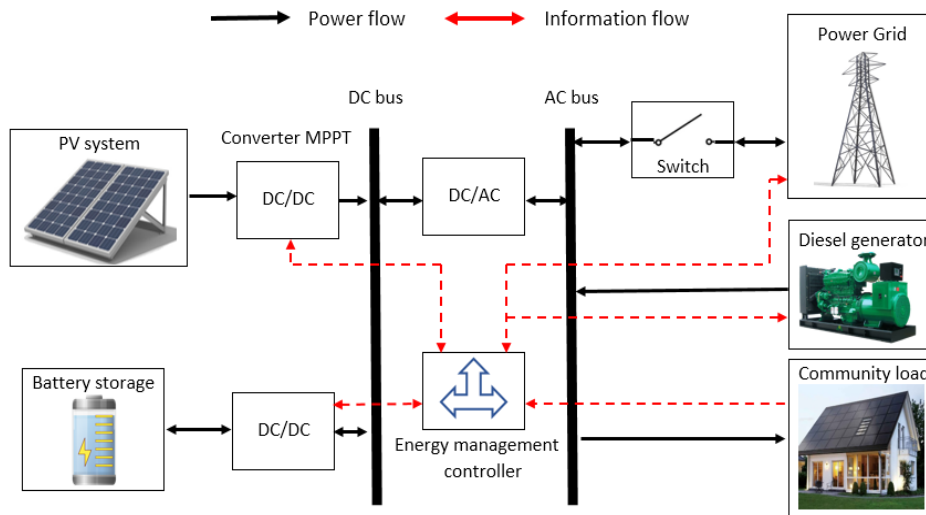 Power flow
Information flow
Power Grid
DC bus
AC bus
Converter MPPT
PV system
Switch
DC/DC
DC/AC
Diesel generator
Battery storage
Community load
DC/DC
Energy management
controller